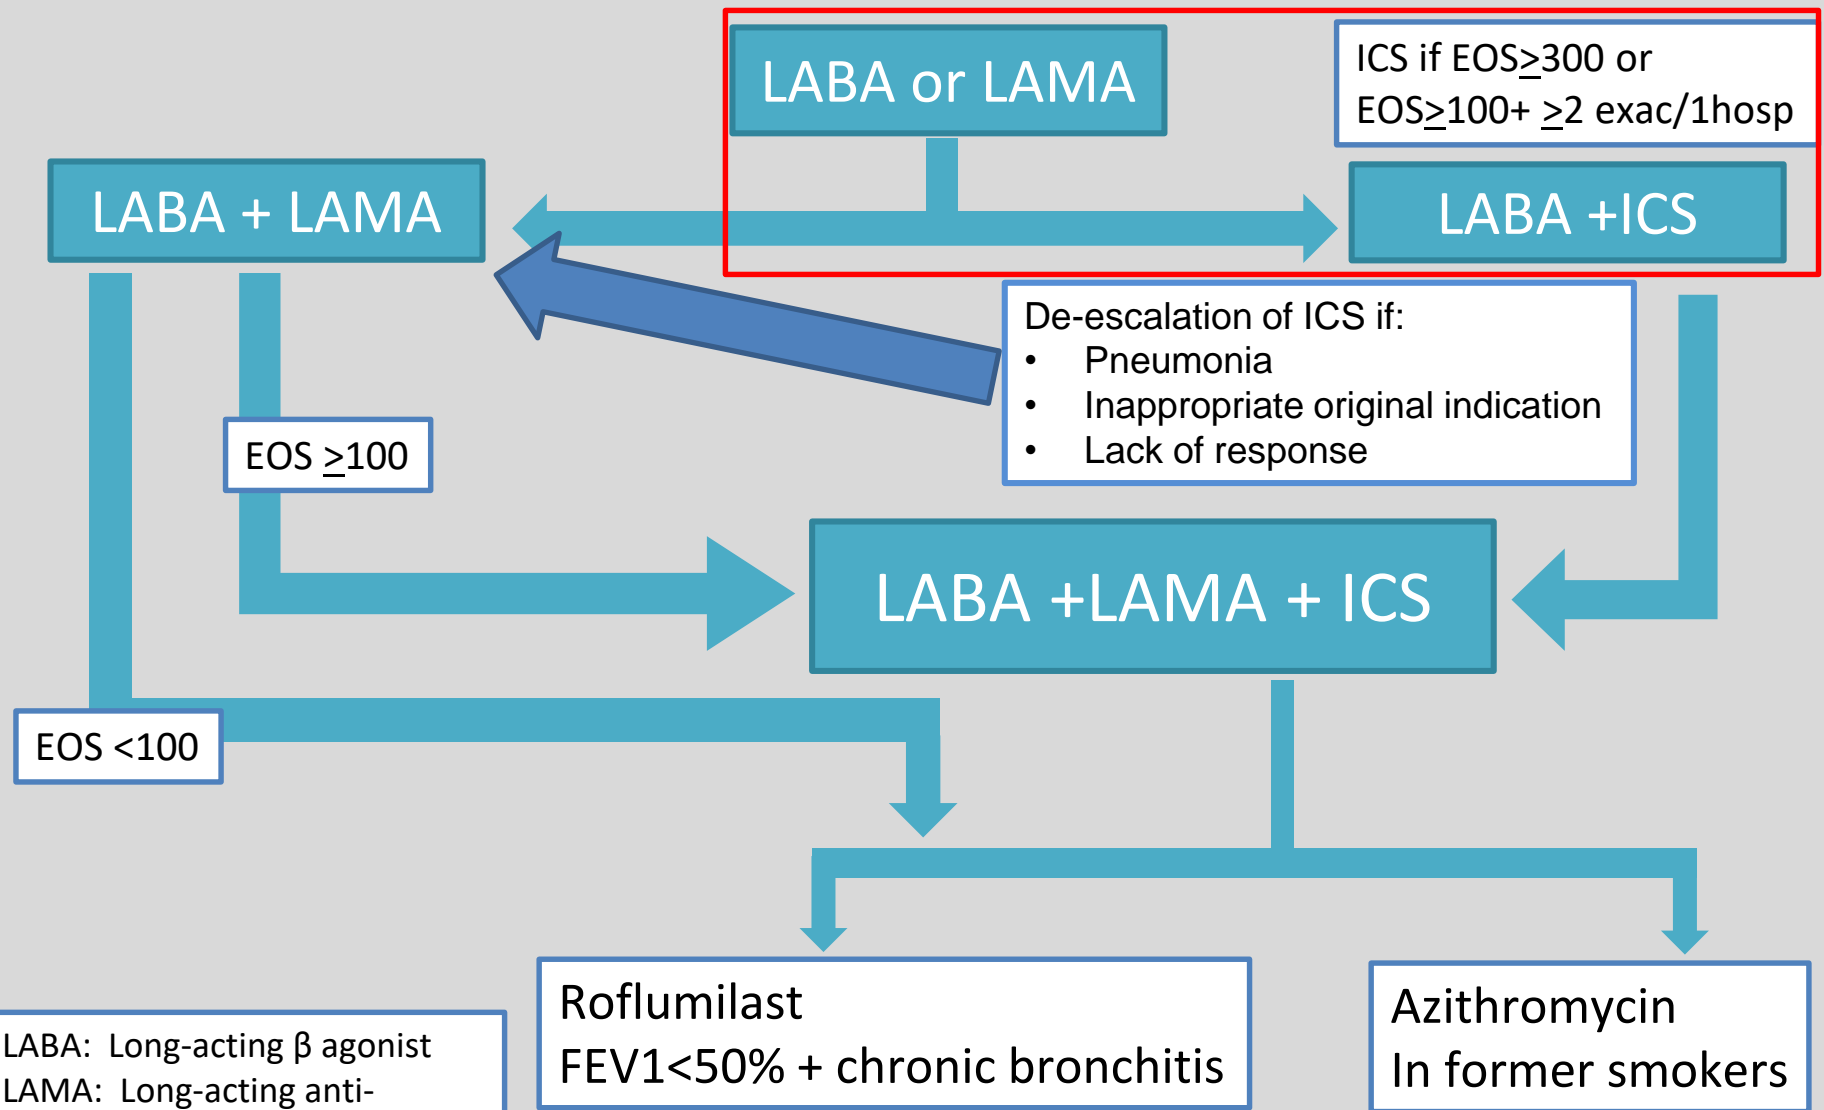 LABA or LAMA
ICS if EOS≥300 or
EOS≥100+ ≥2 exac/1hosp
LABA + LAMA
LABA +ICS
De-escalation of ICS if:
• Pneumonia
• Inappropriate original indication
• Lack of response
EOS ≥100
LABA +LAMA + ICS
EOS <100
Roflumilast
FEV1<50% + chronic bronchitis
Azithromycin
In former smokers
LABA: Long-acting β agonist
LAMA: Long-acting anti-